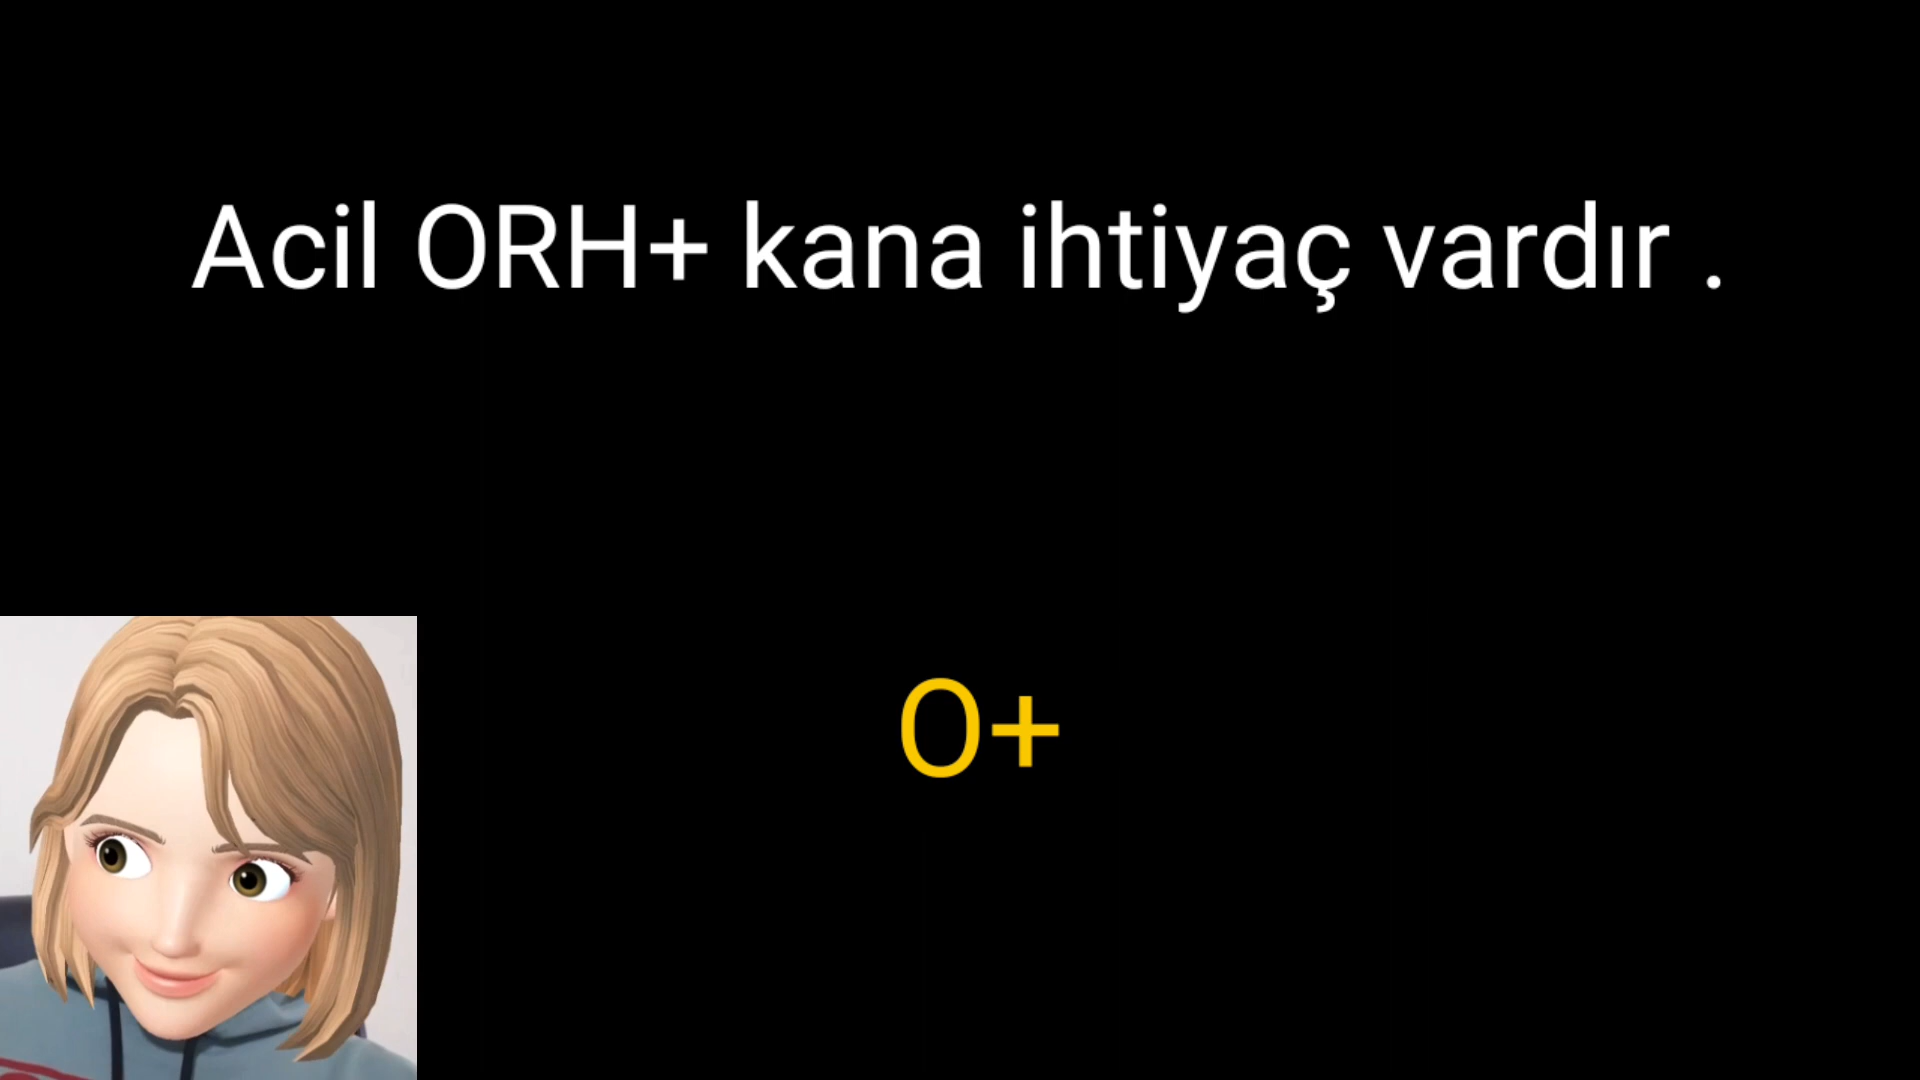 Acil ORH+ kana ihtiyaç vardır .
O+